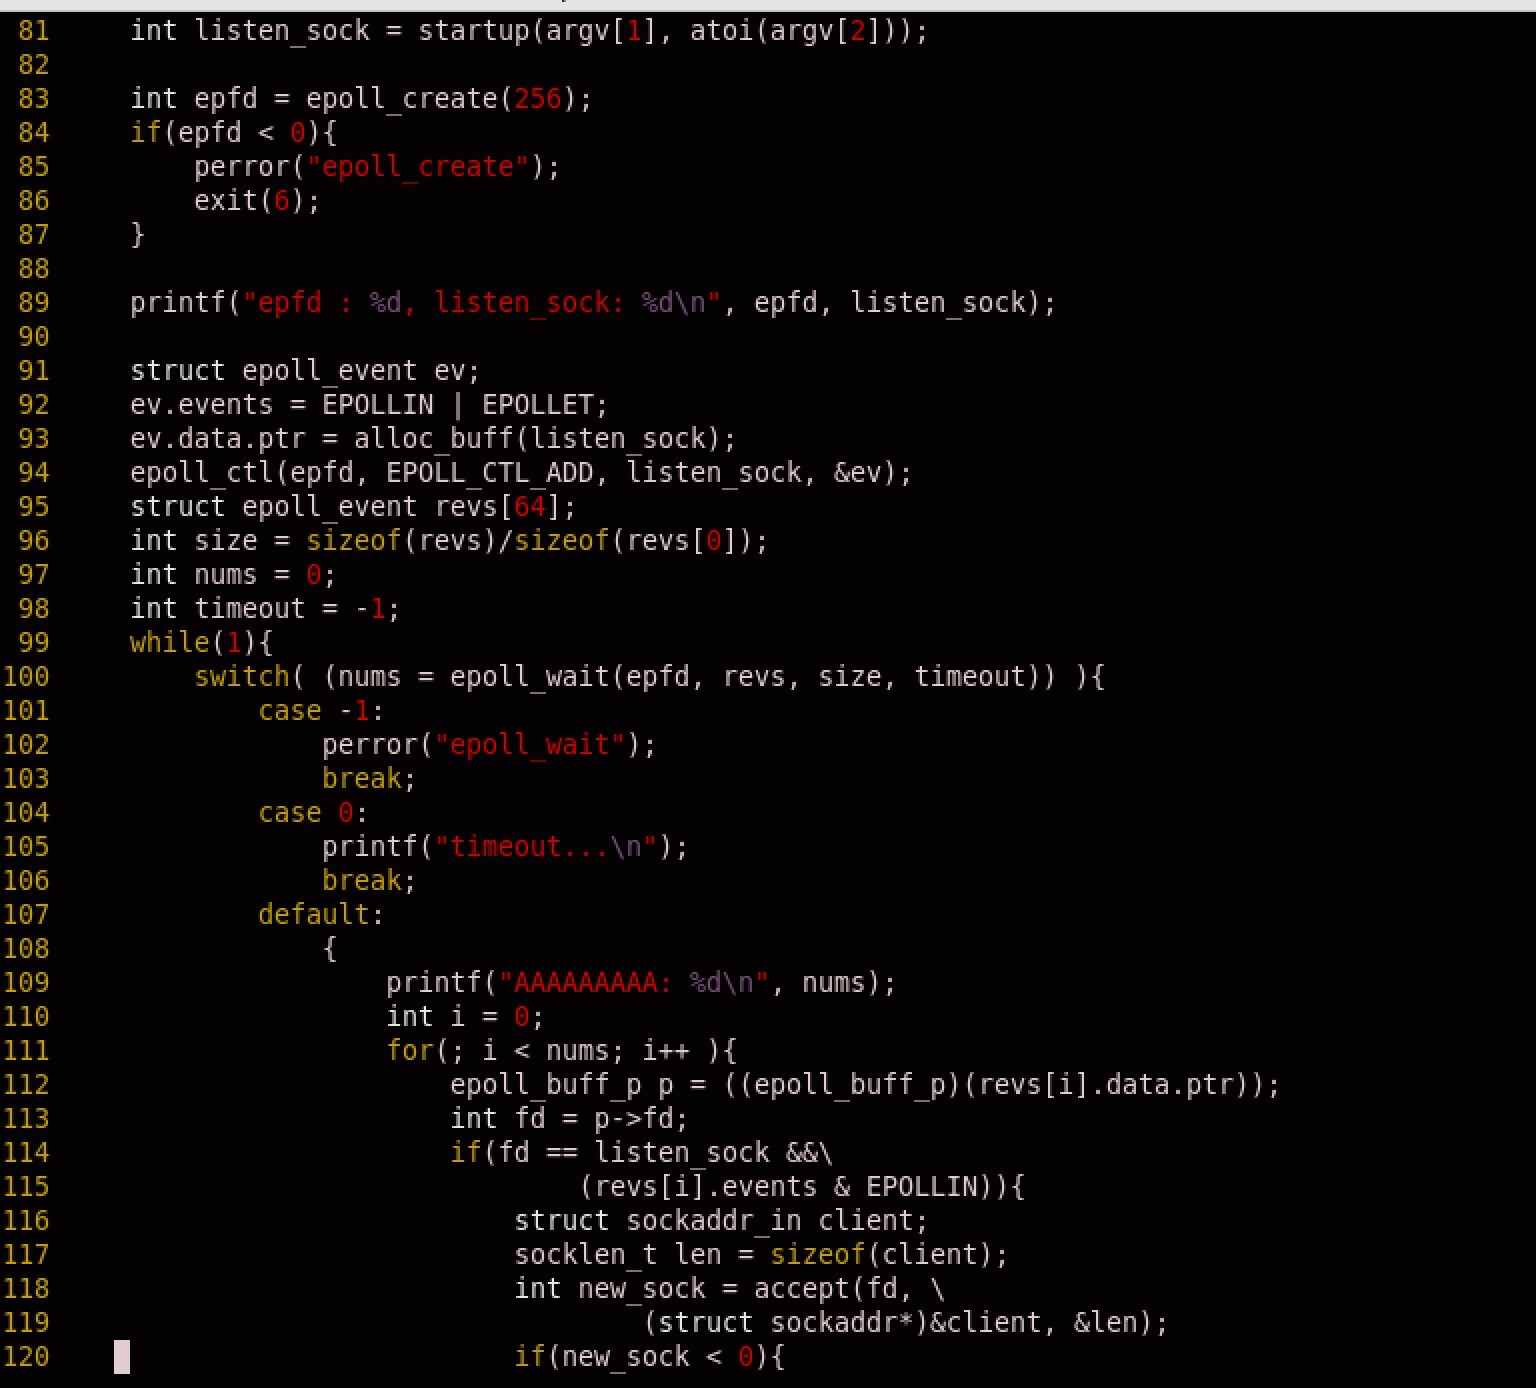 81     int listen_sock = startup(argv[1], atoi(argv[2]));
82
83     int epfd = epoll_create(256);
84     if(epfd < 0){
85         perror("epoll_create");
86         exit(6);
87     }
88
89     printf("epfd : %d, listen_sock: %d\n", epfd, listen_sock);
90
91     struct epoll_event ev;
92     ev.events = EPOLLIN | EPOLLET;
93     ev.data.ptr = alloc_buff(listen_sock);
94     epoll_ctl(epfd, EPOLL_CTL_ADD, listen_sock, &ev);
95     struct epoll_event revs[64];
96     int size = sizeof(revs)/sizeof(revs[0]);
97     int nums = 0;
98     int timeout = -1;
99     while(1){
100         switch( (nums = epoll_wait(epfd, revs, size, timeout)) ){
101             case -1:
102                 perror("epoll_wait");
103                 break;
104             case 0:
105                 printf("timeout...\n");
106                 break;
107             default:
108                 {
109                     printf("AAAAAAAAA: %d\n", nums);
110                     int i = 0;
111                     for(; i < nums; i++ ){
112                         epoll_buff_p p = ((epoll_buff_p)(revs[i].data.ptr));
113                         int fd = p->fd;
114                         if(fd == listen_sock &&\
115                                 (revs[i].events & EPOLLIN)){
116                             struct sockaddr_in client;
117                             socklen_t len = sizeof(client);
118                             int new_sock = accept(fd, \
119                                     (struct sockaddr*)&client, &len);
120                             if(new_sock < 0){